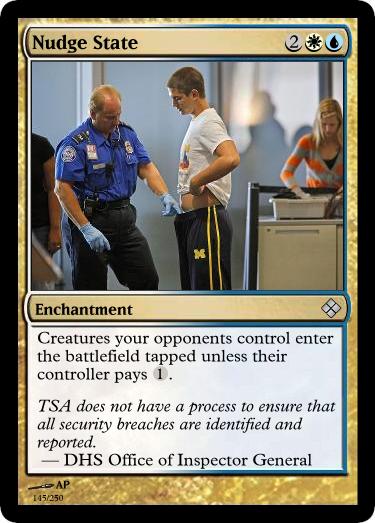 Nudge State 2
Enchantment
Creatures your opponents control enter
the battlefield tapped unless their
controller pays 1.
TSA does not have a process to ensure that
all security breaches are identified and
reported.
— DHS Office of Inspector General
AP
145/250